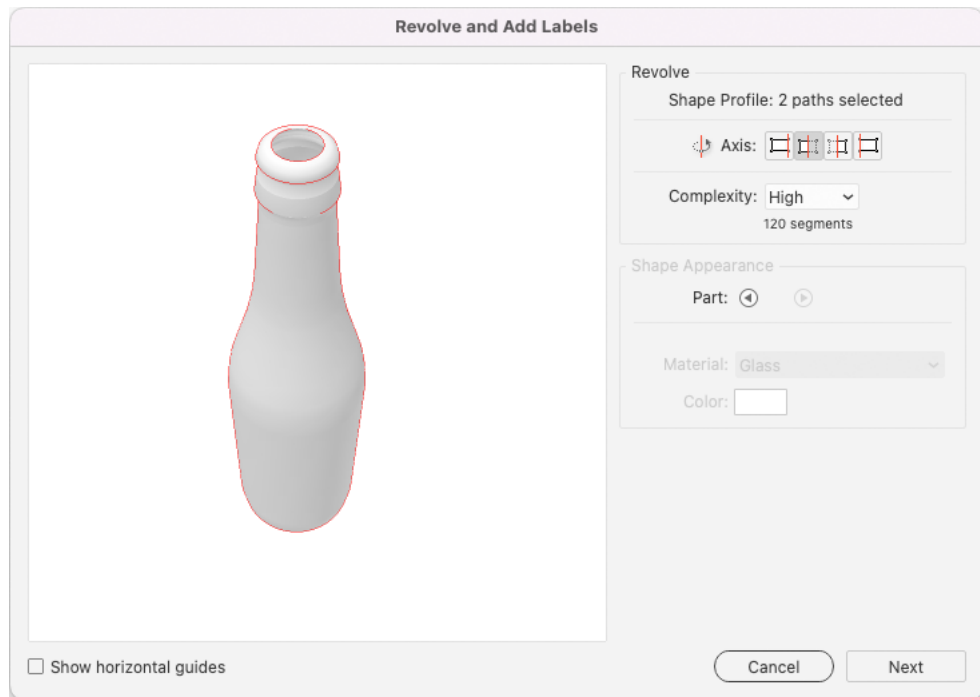 Revolve and Add Labels
Revolve
Shape Profile: 2 paths selected
Axis:
Complexity: High
120 segments
Shape Appearance
Part:
Material: Glass
Color:
Show horizontal guides
Cancel
Next